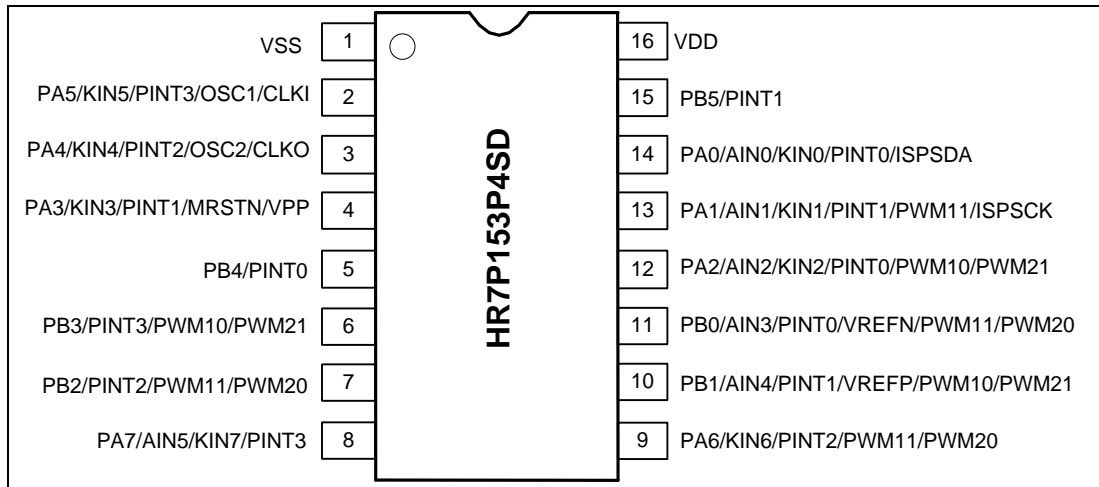 VSS 1
PA5/KIN5/PINT3/OSC1/CLKI 2
PA4/KIN4/PINT2/OSC2/CLKO 3
PA3/KIN3/PINT1/MRSTN/VPP 4
PB4/PINT0 5
PB3/PINT3/PWM10/PWM21 6
PB2/PINT2/PWM11/PWM20 7
PA7/AIN5/KIN7/PINT3 8
HR7P153P4SD
16 VDD
15 PB5/PINT1
14 PA0/AIN0/KIN0/PINT0/ISPSDA
13 PA1/AIN1/KIN1/PINT1/PWM11/ISPSCK
12 PA2/AIN2/KIN2/PINT0/PWM10/PWM21
11 PB0/AIN3/PINT0/VREFN/PWM11/PWM20
10 PB1/AIN4/PINT1/VREFP/PWM10/PWM21
9 PA6/KIN6/PINT2/PWM11/PWM20